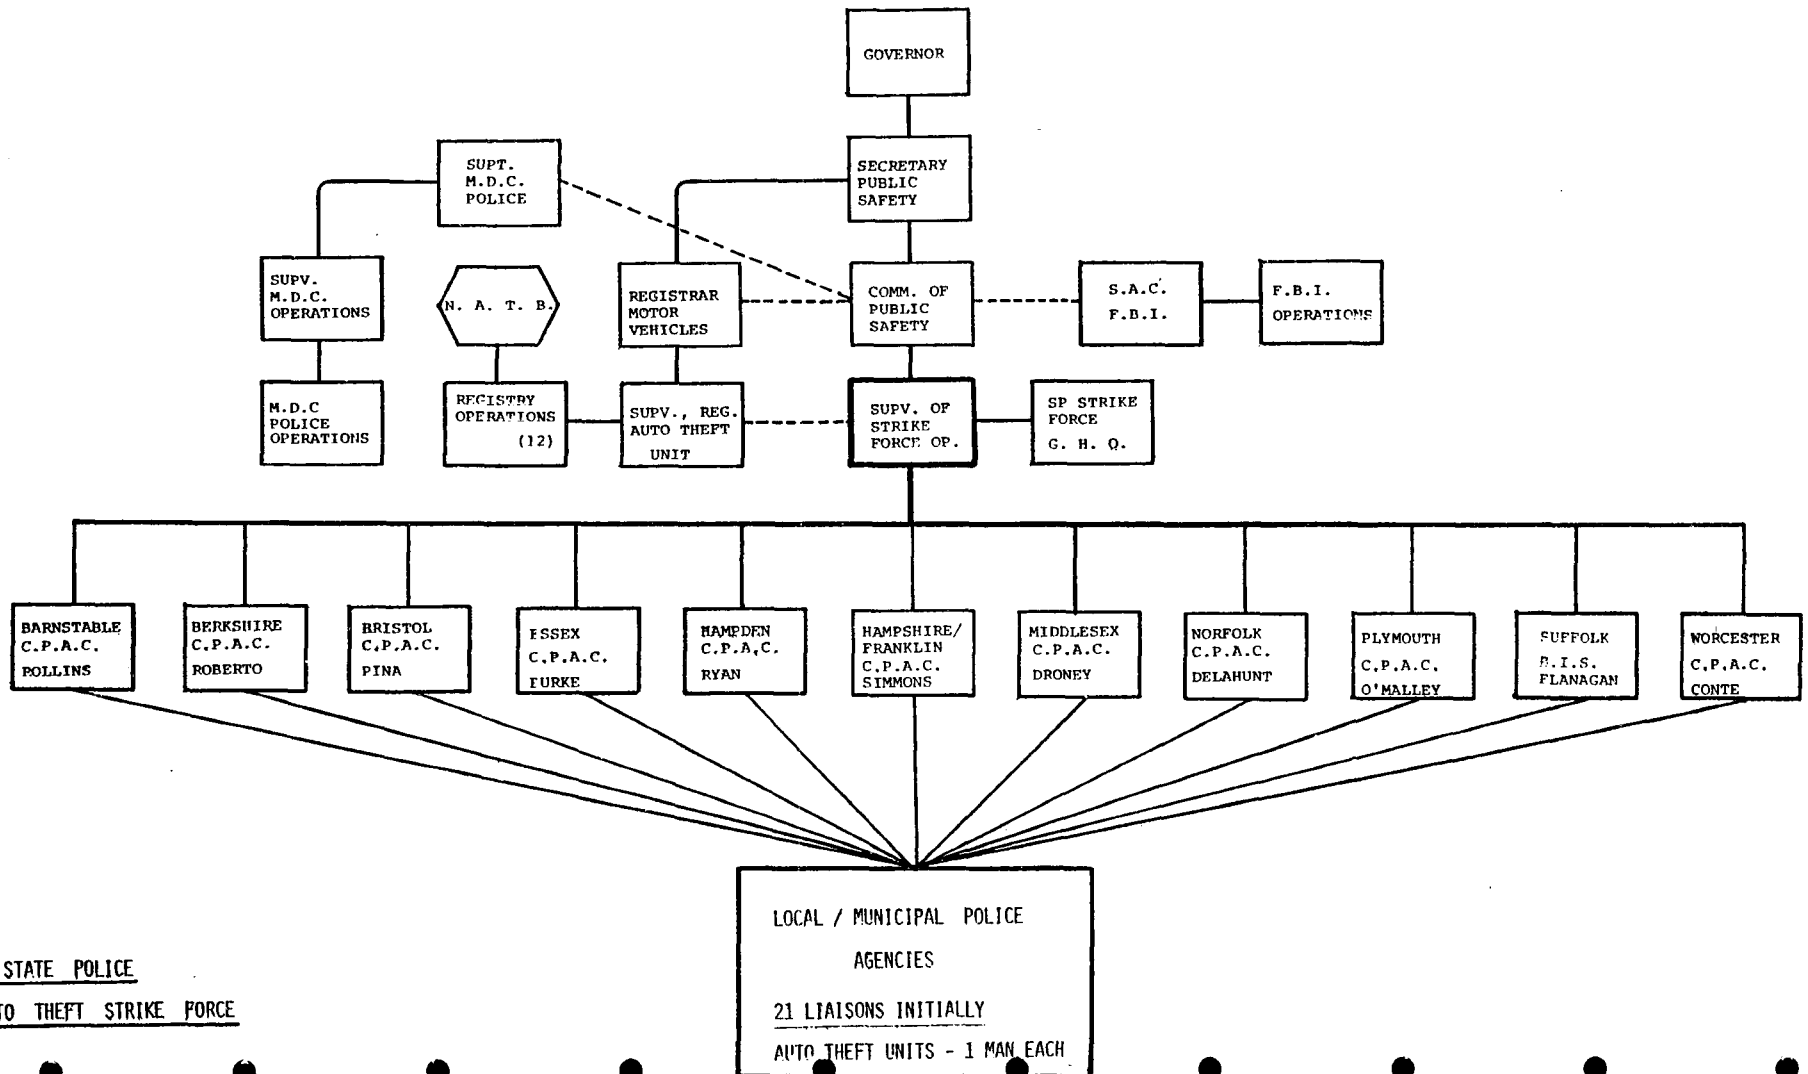 GOVERNOR
SUPT.
M.D.C.
POLICE
SECRETARY
PUBLIC
SAFETY
SUPV.
M.D.C.
OPERATIONS
N. A. T. B.
REGISTRAR
MOTOR
VEHICLES
COMM. OF
PUBLIC
SAFETY
S.A.C.
F.B.I.
F.B.I.
OPERATIONS
M.D.C
POLICE
OPERATIONS
REGISTRY
OPERATIONS
(12)
SUPV., REG.
AUTO THEFT
UNIT
SUPV. OF
STRIKE
FORCE OP.
SP STRIKE
FORCE
G. H. Q.
BARNSTABLE
C.P.A.C.
ROLLINS
BERKSHIRE
C.P.A.C.
ROBERTO
BRISTOL
C.P.A.C.
PINA
ESSEX
C.P.A.C.
BURKE
HAMPDEN
C.P.A.C.
RYAN
HAMPSHIRE/
FRANKLIN
C.P.A.C.
SIMMONS
MIDDLESEX
C.P.A.C.
DRONEY
NORFOLK
C.P.A.C.
DELAHUNT
PLYMOUTH
C.P.A.C.
O'MALLEY
SUFFOLK
B.I.S.
FLANAGAN
WORCESTER
C.P.A.C.
CONTE
LOCAL / MUNICIPAL POLICE
AGENCIES
21 LIAISONS INITIALLY
AUTO THEFT UNITS - 1 MAN EACH
STATE POLICE
TO THEFT STRIKE FORCE